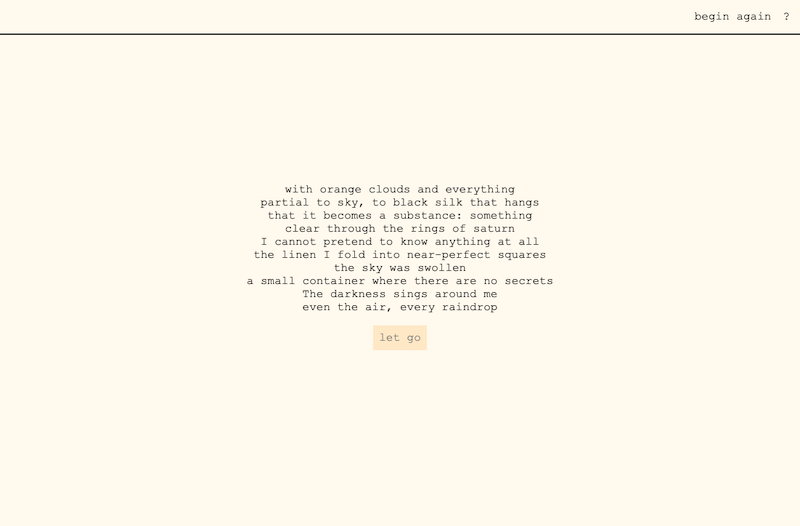 begin again ?
with orange clouds and everything
partial to sky, to black silk that hangs
that it becomes a substance: something
clear through the rings of saturn
I cannot pretend to know anything at all
the linen I fold into near-perfect squares
the sky was swollen
a small container where there are no secrets
The darkness sings around me
even the air, every raindrop
let go